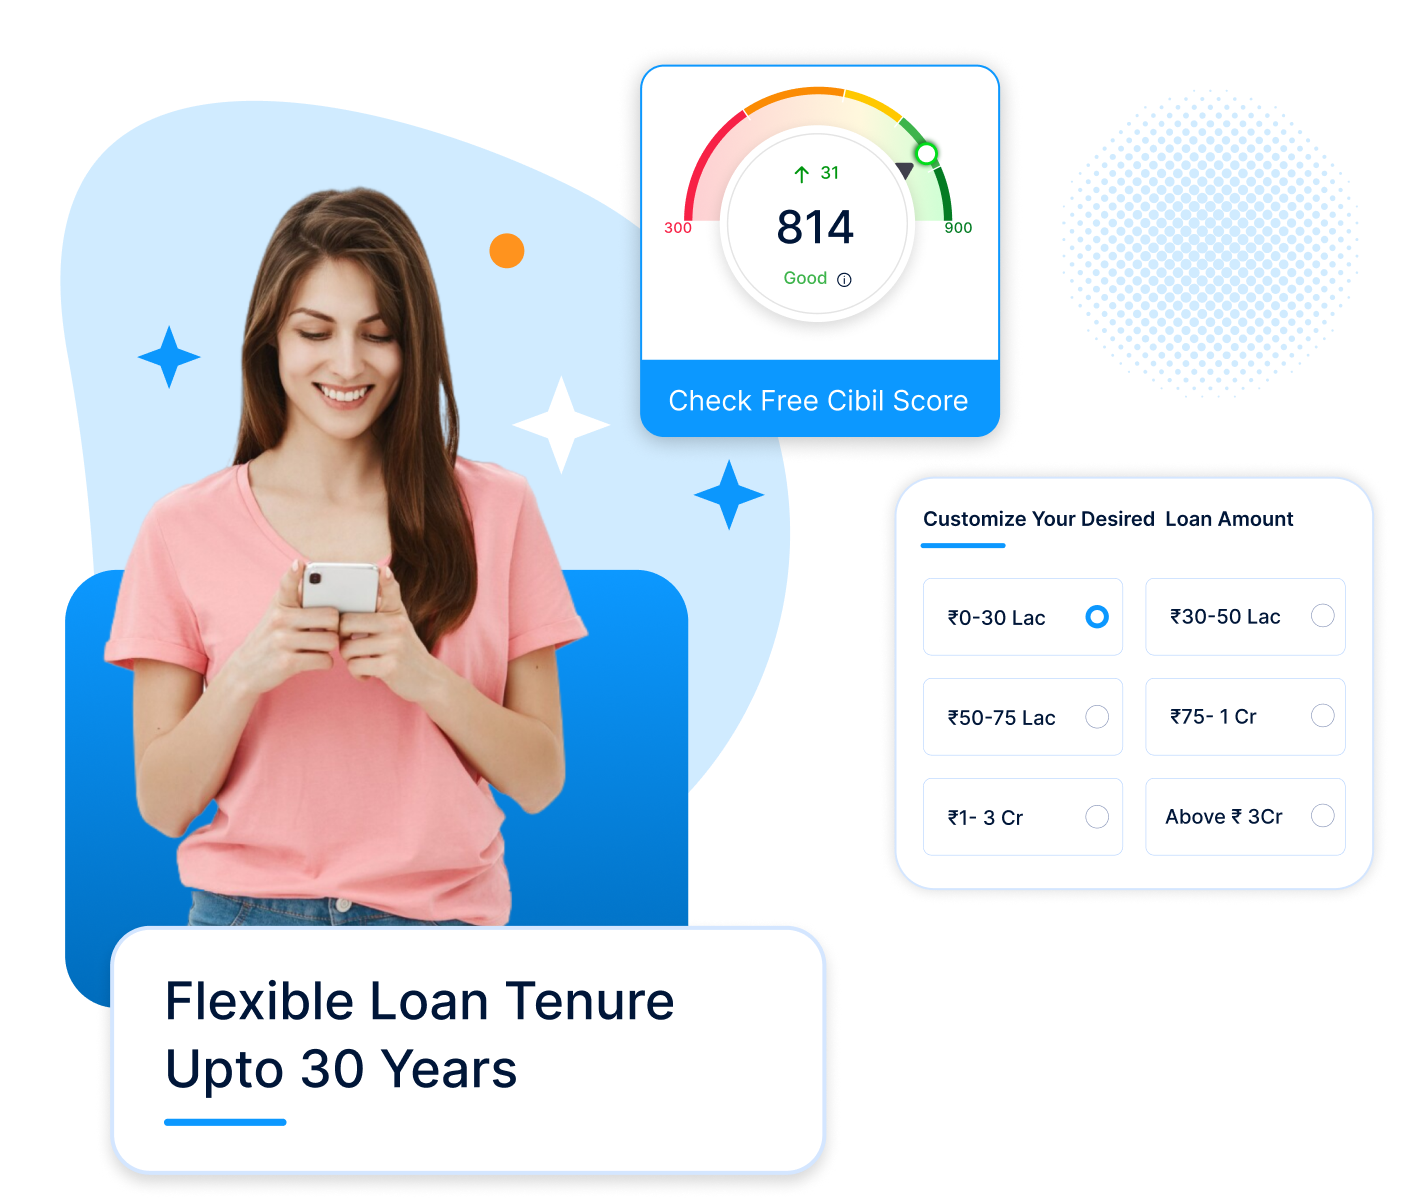 31
814
300
900
Good
Check Free Cibil Score
Customize Your Desired Loan Amount
₹0-30 Lac
₹30-50 Lac
₹50-75 Lac
₹75- 1 Cr
₹1- 3 Cr
Above ₹ 3Cr
Flexible Loan Tenure
Upto 30 Years